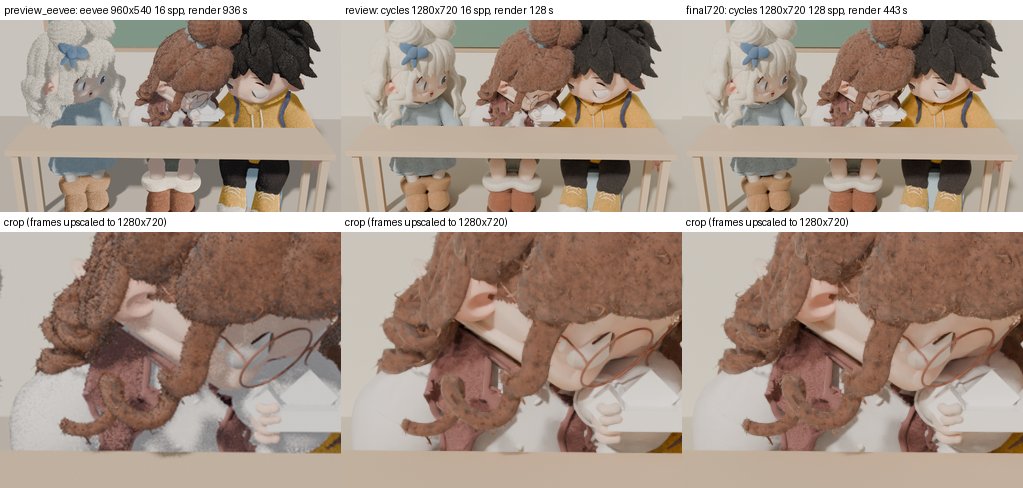 preview_eevee: eevee 960x540 16 spp, render 936 s
review: cycles 1280x720 16 spp, render 128 s
final720: cycles 1280x720 128 spp, render 443 s
crop (frames upscaled to 1280x720)
crop (frames upscaled to 1280x720)
crop (frames upscaled to 1280x720)